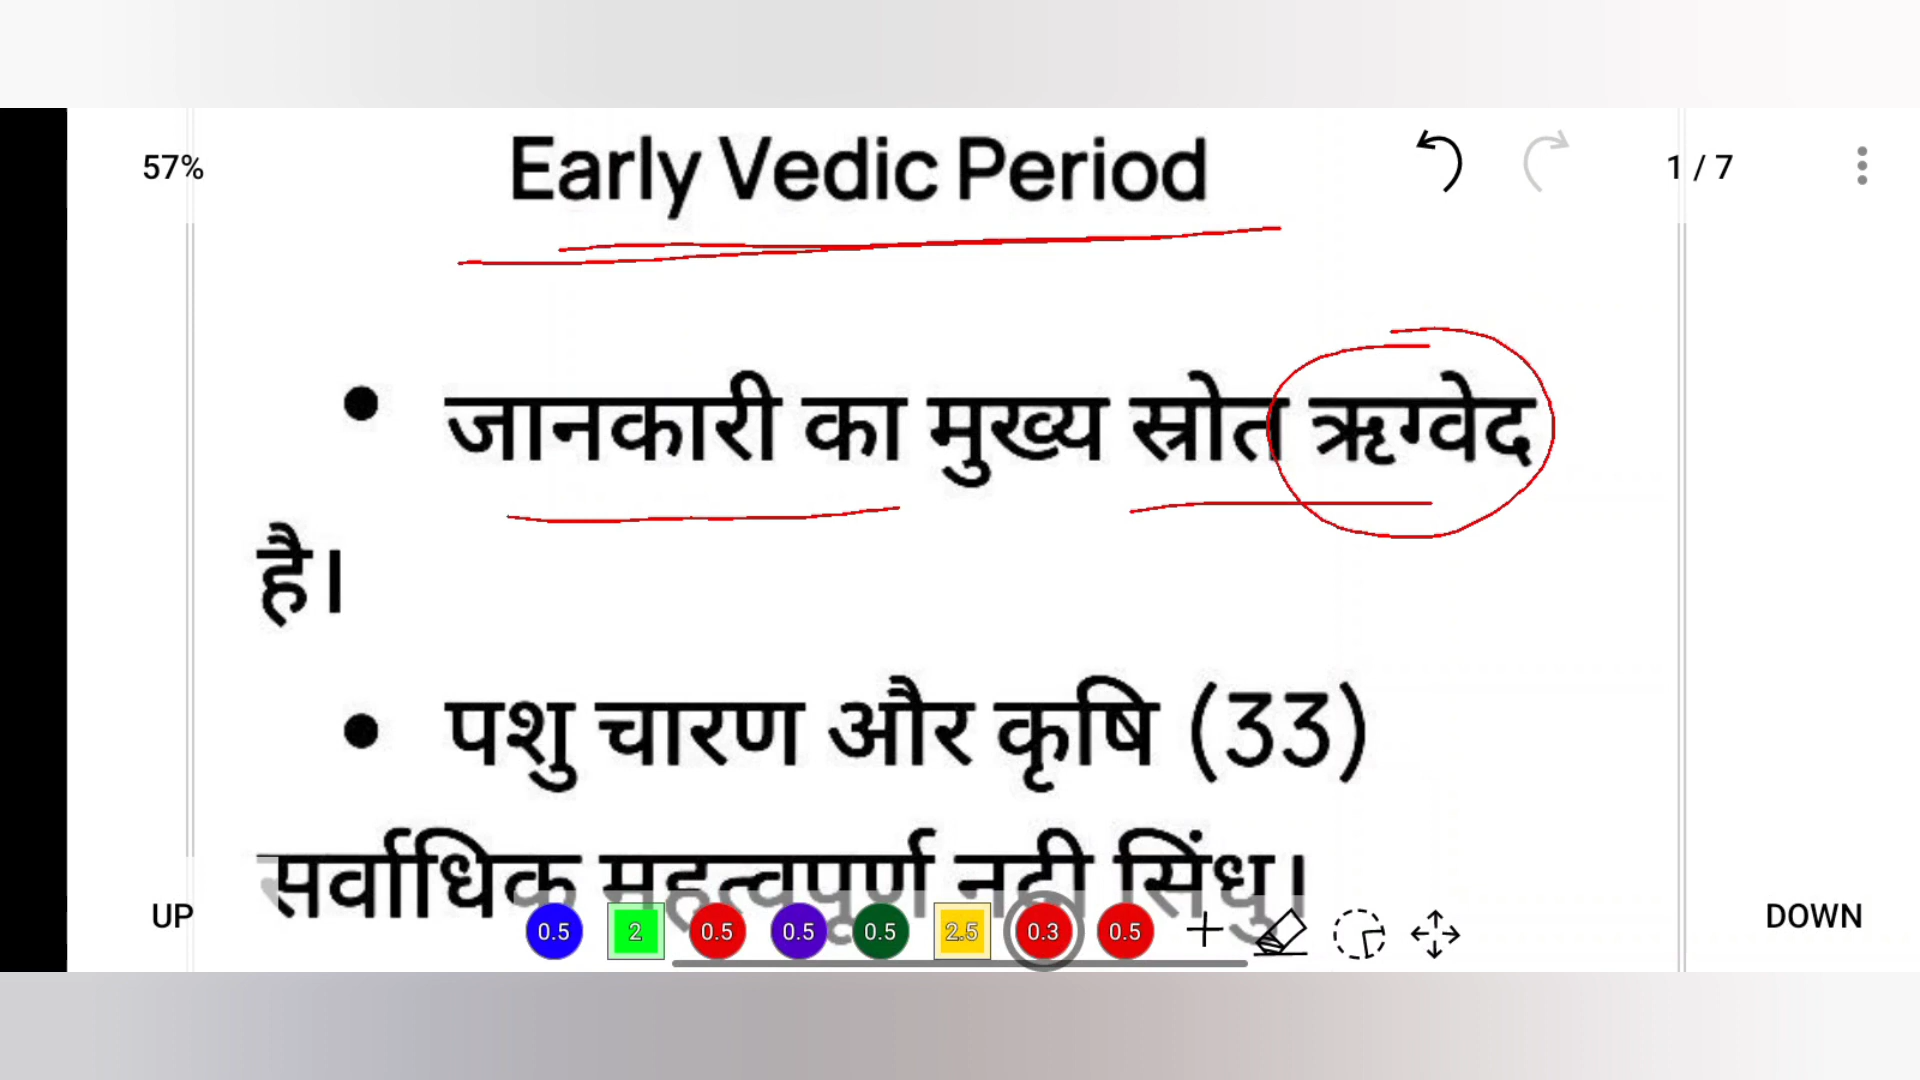 Early Vedic Period
57%
1 / 7
• जानकारी का मुख्य स्रोत ऋग्वेद
है।
• पशु चारण और कृषि (33)
सर्वाधिक महत्वपूर्ण नदी सिंधु।
UP
0.5 2 0.5 0.5 0.5 2.5 0.3 0.5
DOWN